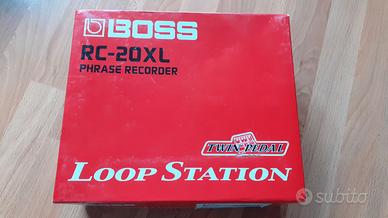 BOSS
RC-20XL
PHRASE RECORDER
TWIN PEDAL
LOOP STATION
subito